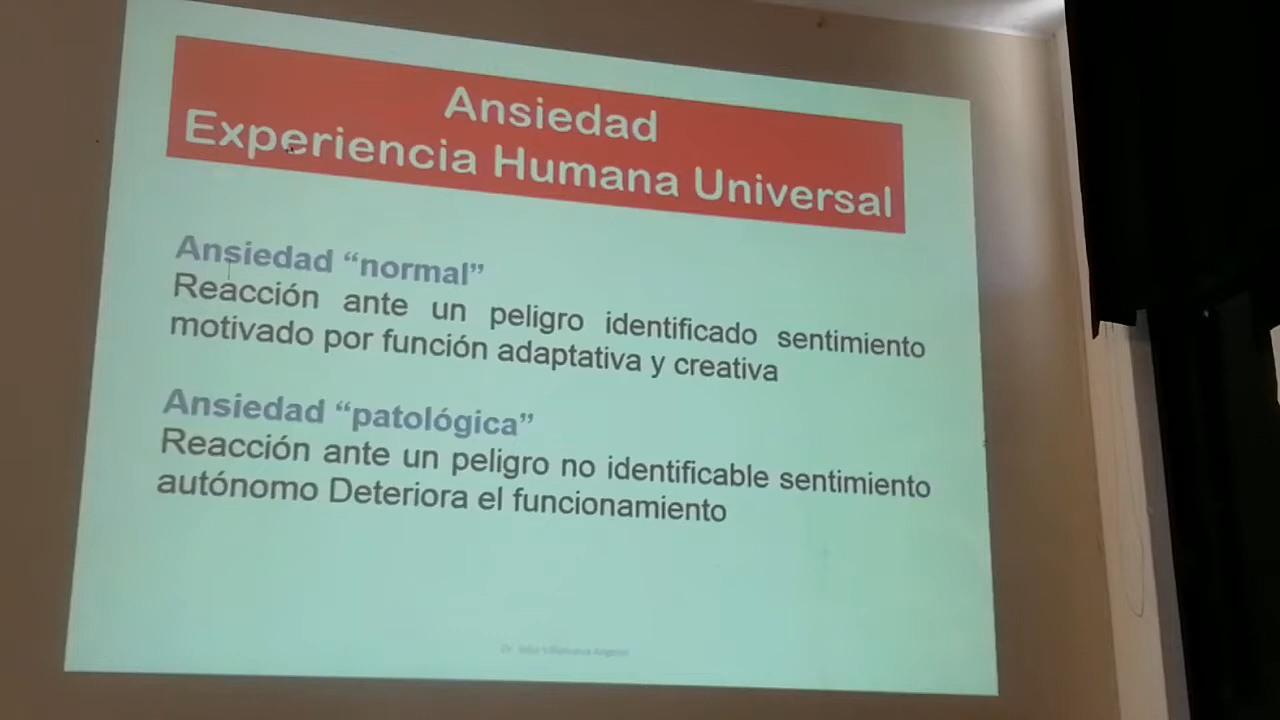 Ansiedad
Experiencia Humana Universal
Ansiedad “normal”
Reacción ante un peligro identificado sentimiento
motivado por función adaptativa y creativa
Ansiedad “patológica”
Reacción ante un peligro no identificable sentimiento
autónomo Deteriora el funcionamiento